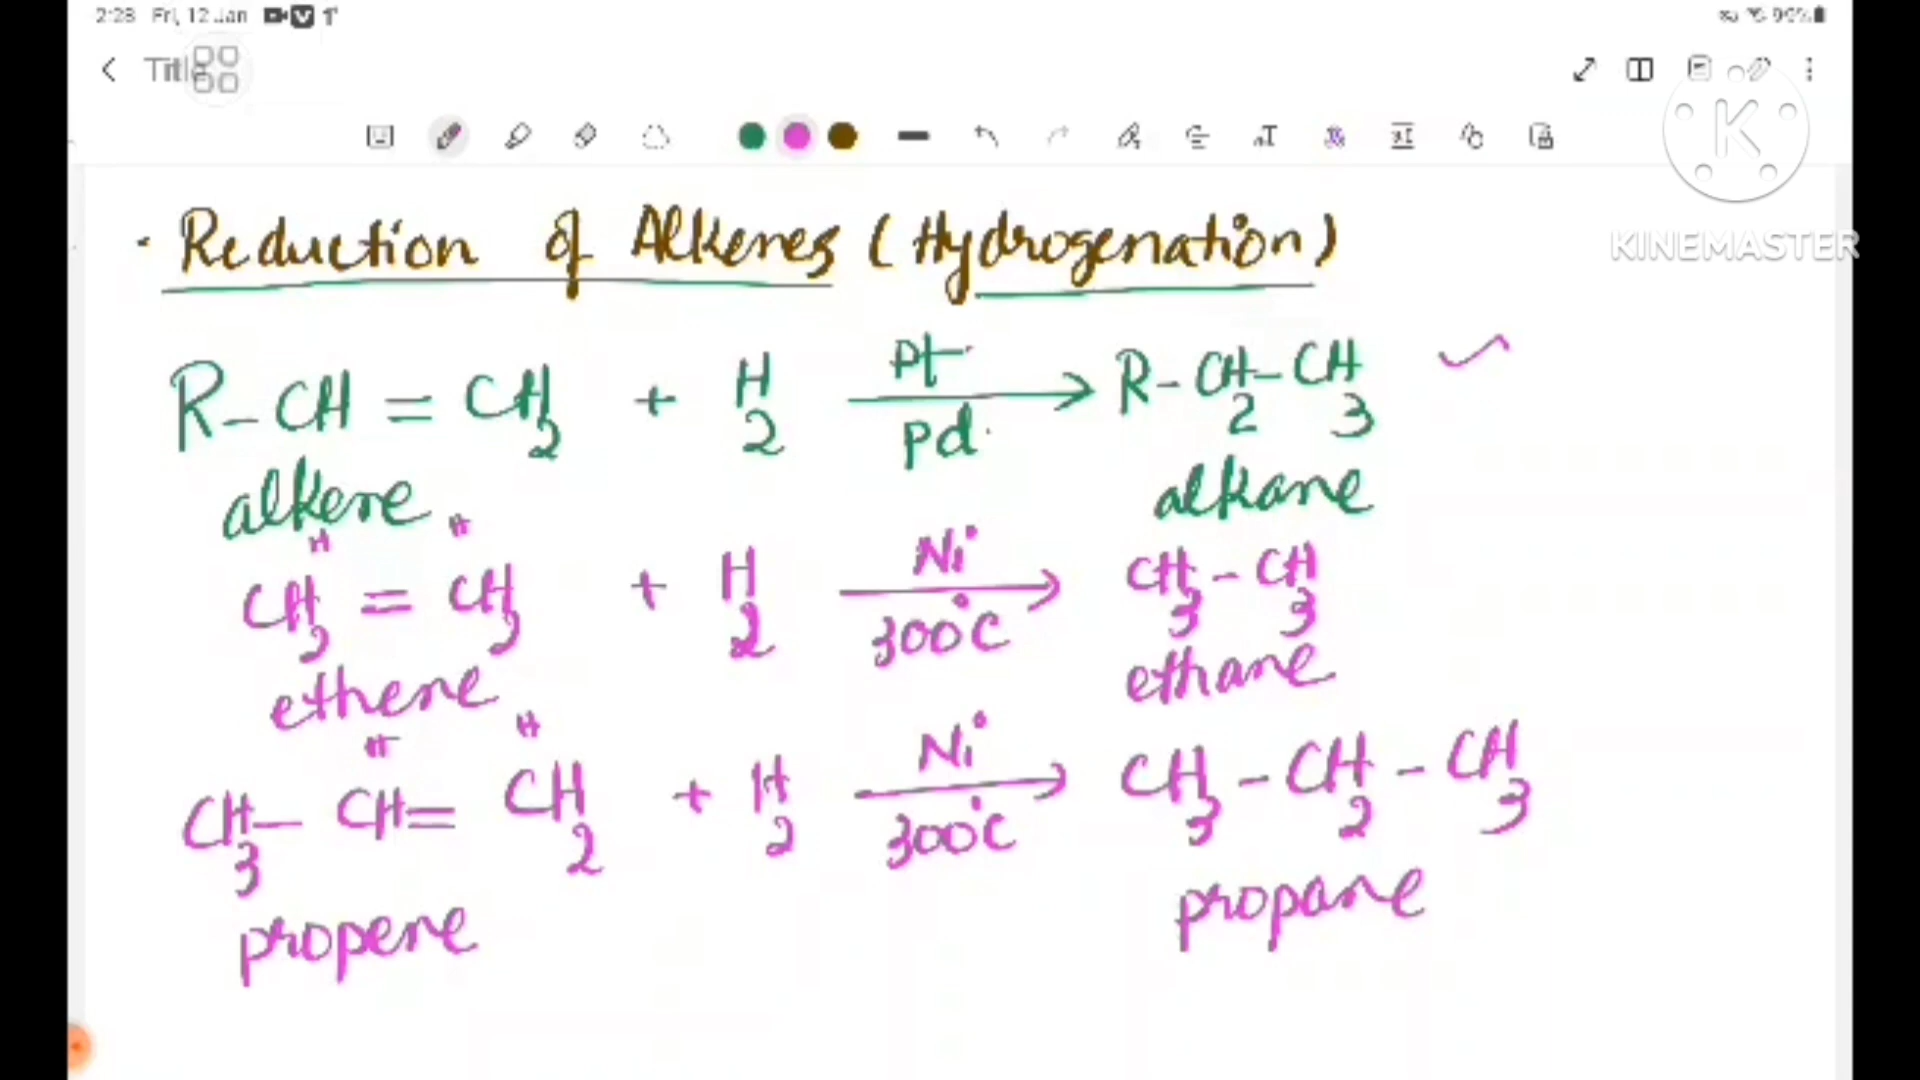 2:28 Fri, 12 Jan
99%
Title
K
KINEMASTER
· Reduction of Alkenes (Hydrogenation)
R-CH=CH₂ + H₂ —Pt/Pd→ R-CH₂-CH₃
alkene alkane
H H
CH₂=CH₂ + H₂ —Ni/300°C→ CH₃-CH₃
ethene ethane
H H
CH₃-CH=CH₂ + H₂ —Ni/300°C→ CH₃-CH₂-CH₃
propene propane